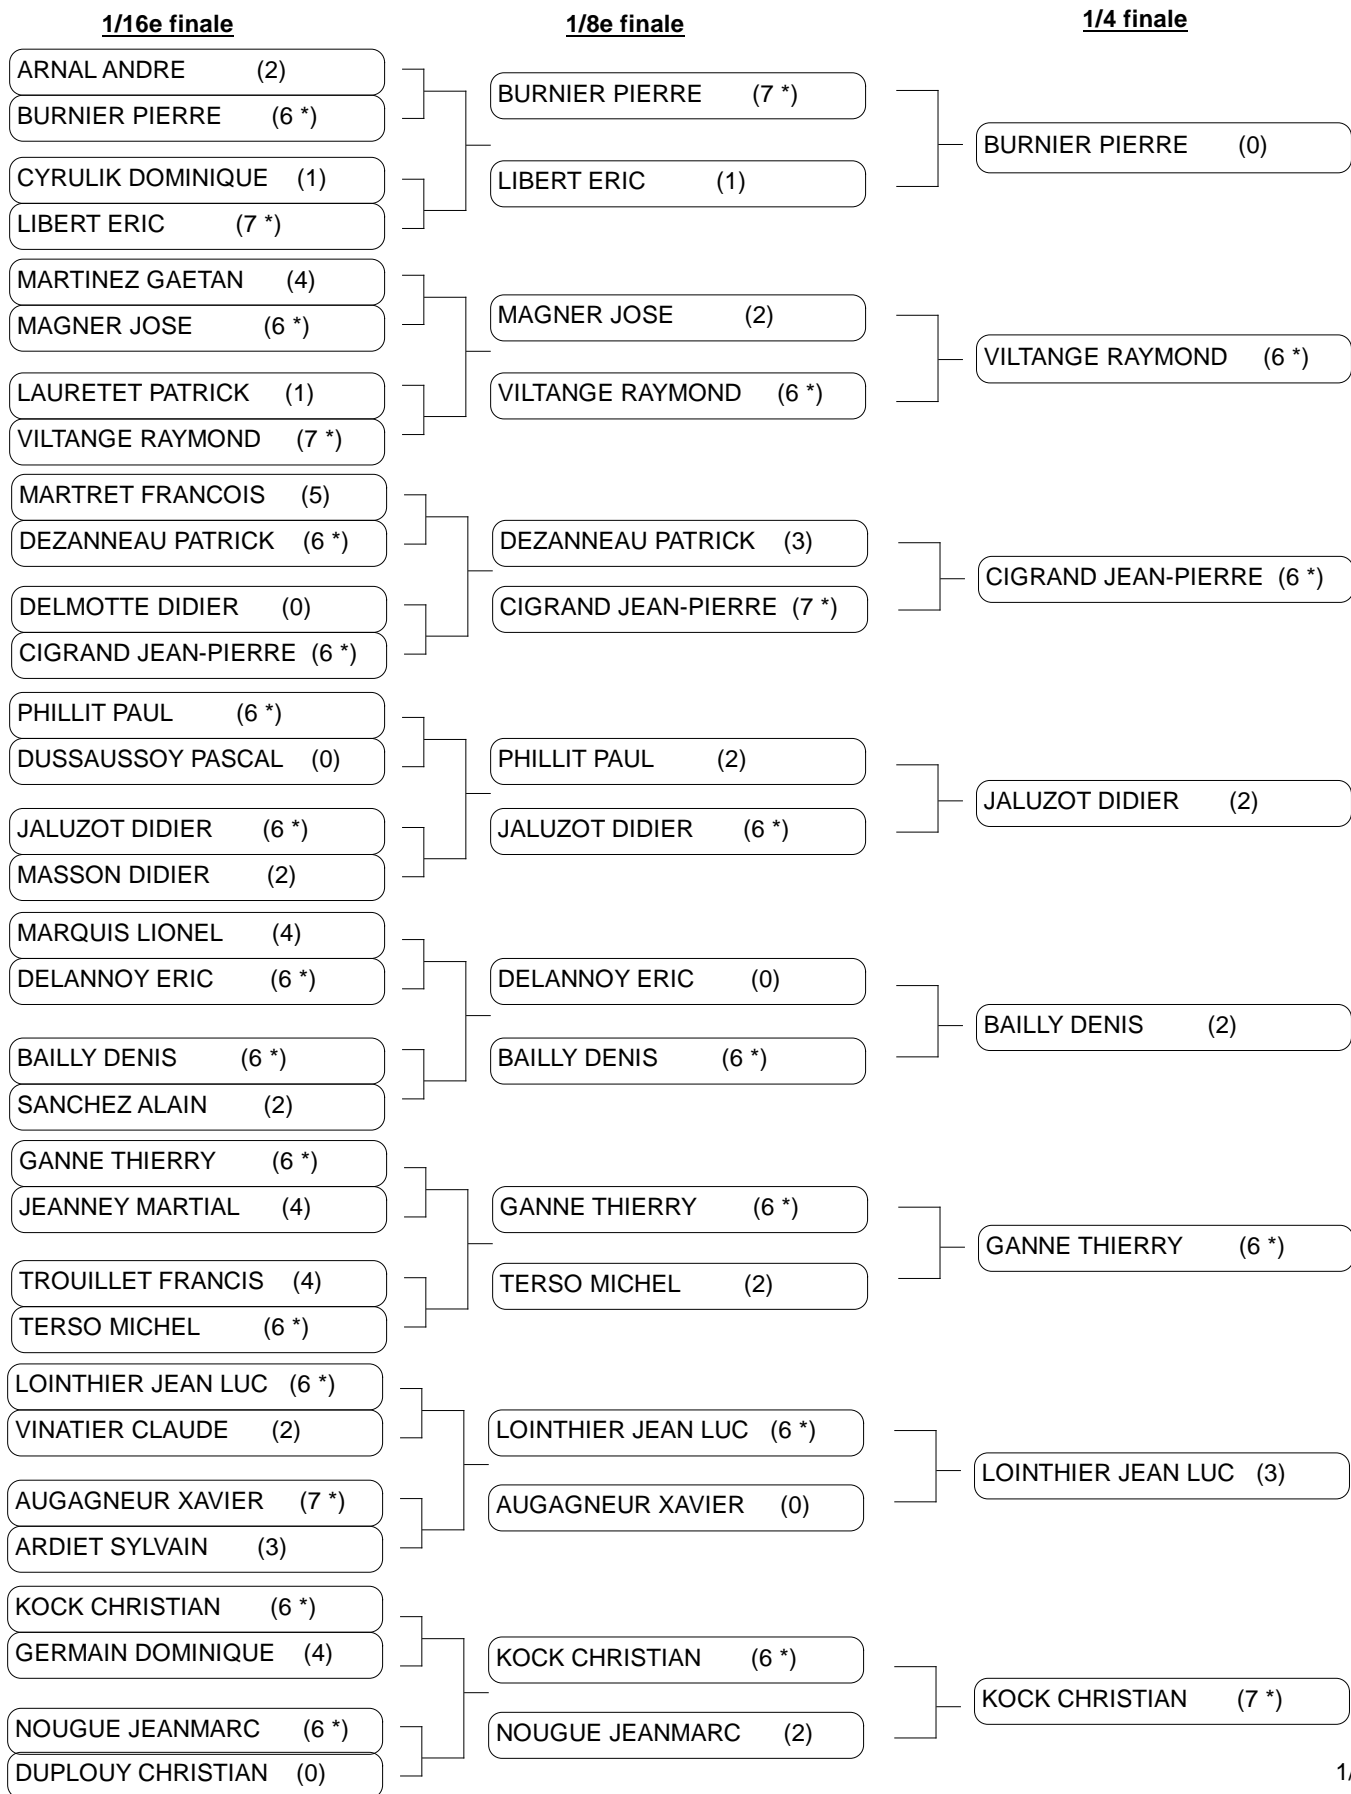 1/16e finale
ARNAL ANDRE (2)
BURNIER PIERRE (6 *)
CYRULIK DOMINIQUE (1)
LIBERT ERIC (7 *)
MARTINEZ GAETAN (4)
MAGNER JOSE (6 *)
LAURETET PATRICK (1)
VILTANGE RAYMOND (7 *)
MARTRET FRANCOIS (5)
DEZANNEAU PATRICK (6 *)
DELMOTTE DIDIER (0)
CIGRAND JEAN-PIERRE (6 *)
PHILLIT PAUL (6 *)
DUSSAUSSOY PASCAL (0)
JALUZOT DIDIER (6 *)
MASSON DIDIER (2)
MARQUIS LIONEL (4)
DELANNOY ERIC (6 *)
BAILLY DENIS (6 *)
SANCHEZ ALAIN (2)
GANNE THIERRY (6 *)
JEANNEY MARTIAL (4)
TROUILLET FRANCIS (4)
TERSO MICHEL (6 *)
LOINTHIER JEAN LUC (6 *)
VINATIER CLAUDE (2)
AUGAGNEUR XAVIER (7 *)
ARDIET SYLVAIN (3)
KOCK CHRISTIAN (6 *)
GERMAIN DOMINIQUE (4)
NOUGUE JEANMARC (6 *)
DUPLOUY CHRISTIAN (0)
1/8e finale
BURNIER PIERRE (7 *)
LIBERT ERIC (1)
MAGNER JOSE (2)
VILTANGE RAYMOND (6 *)
DEZANNEAU PATRICK (3)
CIGRAND JEAN-PIERRE (7 *)
PHILLIT PAUL (2)
JALUZOT DIDIER (6 *)
DELANNOY ERIC (0)
BAILLY DENIS (6 *)
GANNE THIERRY (6 *)
TERSO MICHEL (2)
LOINTHIER JEAN LUC (6 *)
AUGAGNEUR XAVIER (0)
KOCK CHRISTIAN (6 *)
NOUGUE JEANMARC (2)
1/4 finale
BURNIER PIERRE (0)
VILTANGE RAYMOND (6 *)
CIGRAND JEAN-PIERRE (6 *)
JALUZOT DIDIER (2)
BAILLY DENIS (2)
GANNE THIERRY (6 *)
LOINTHIER JEAN LUC (3)
KOCK CHRISTIAN (7 *)
1/